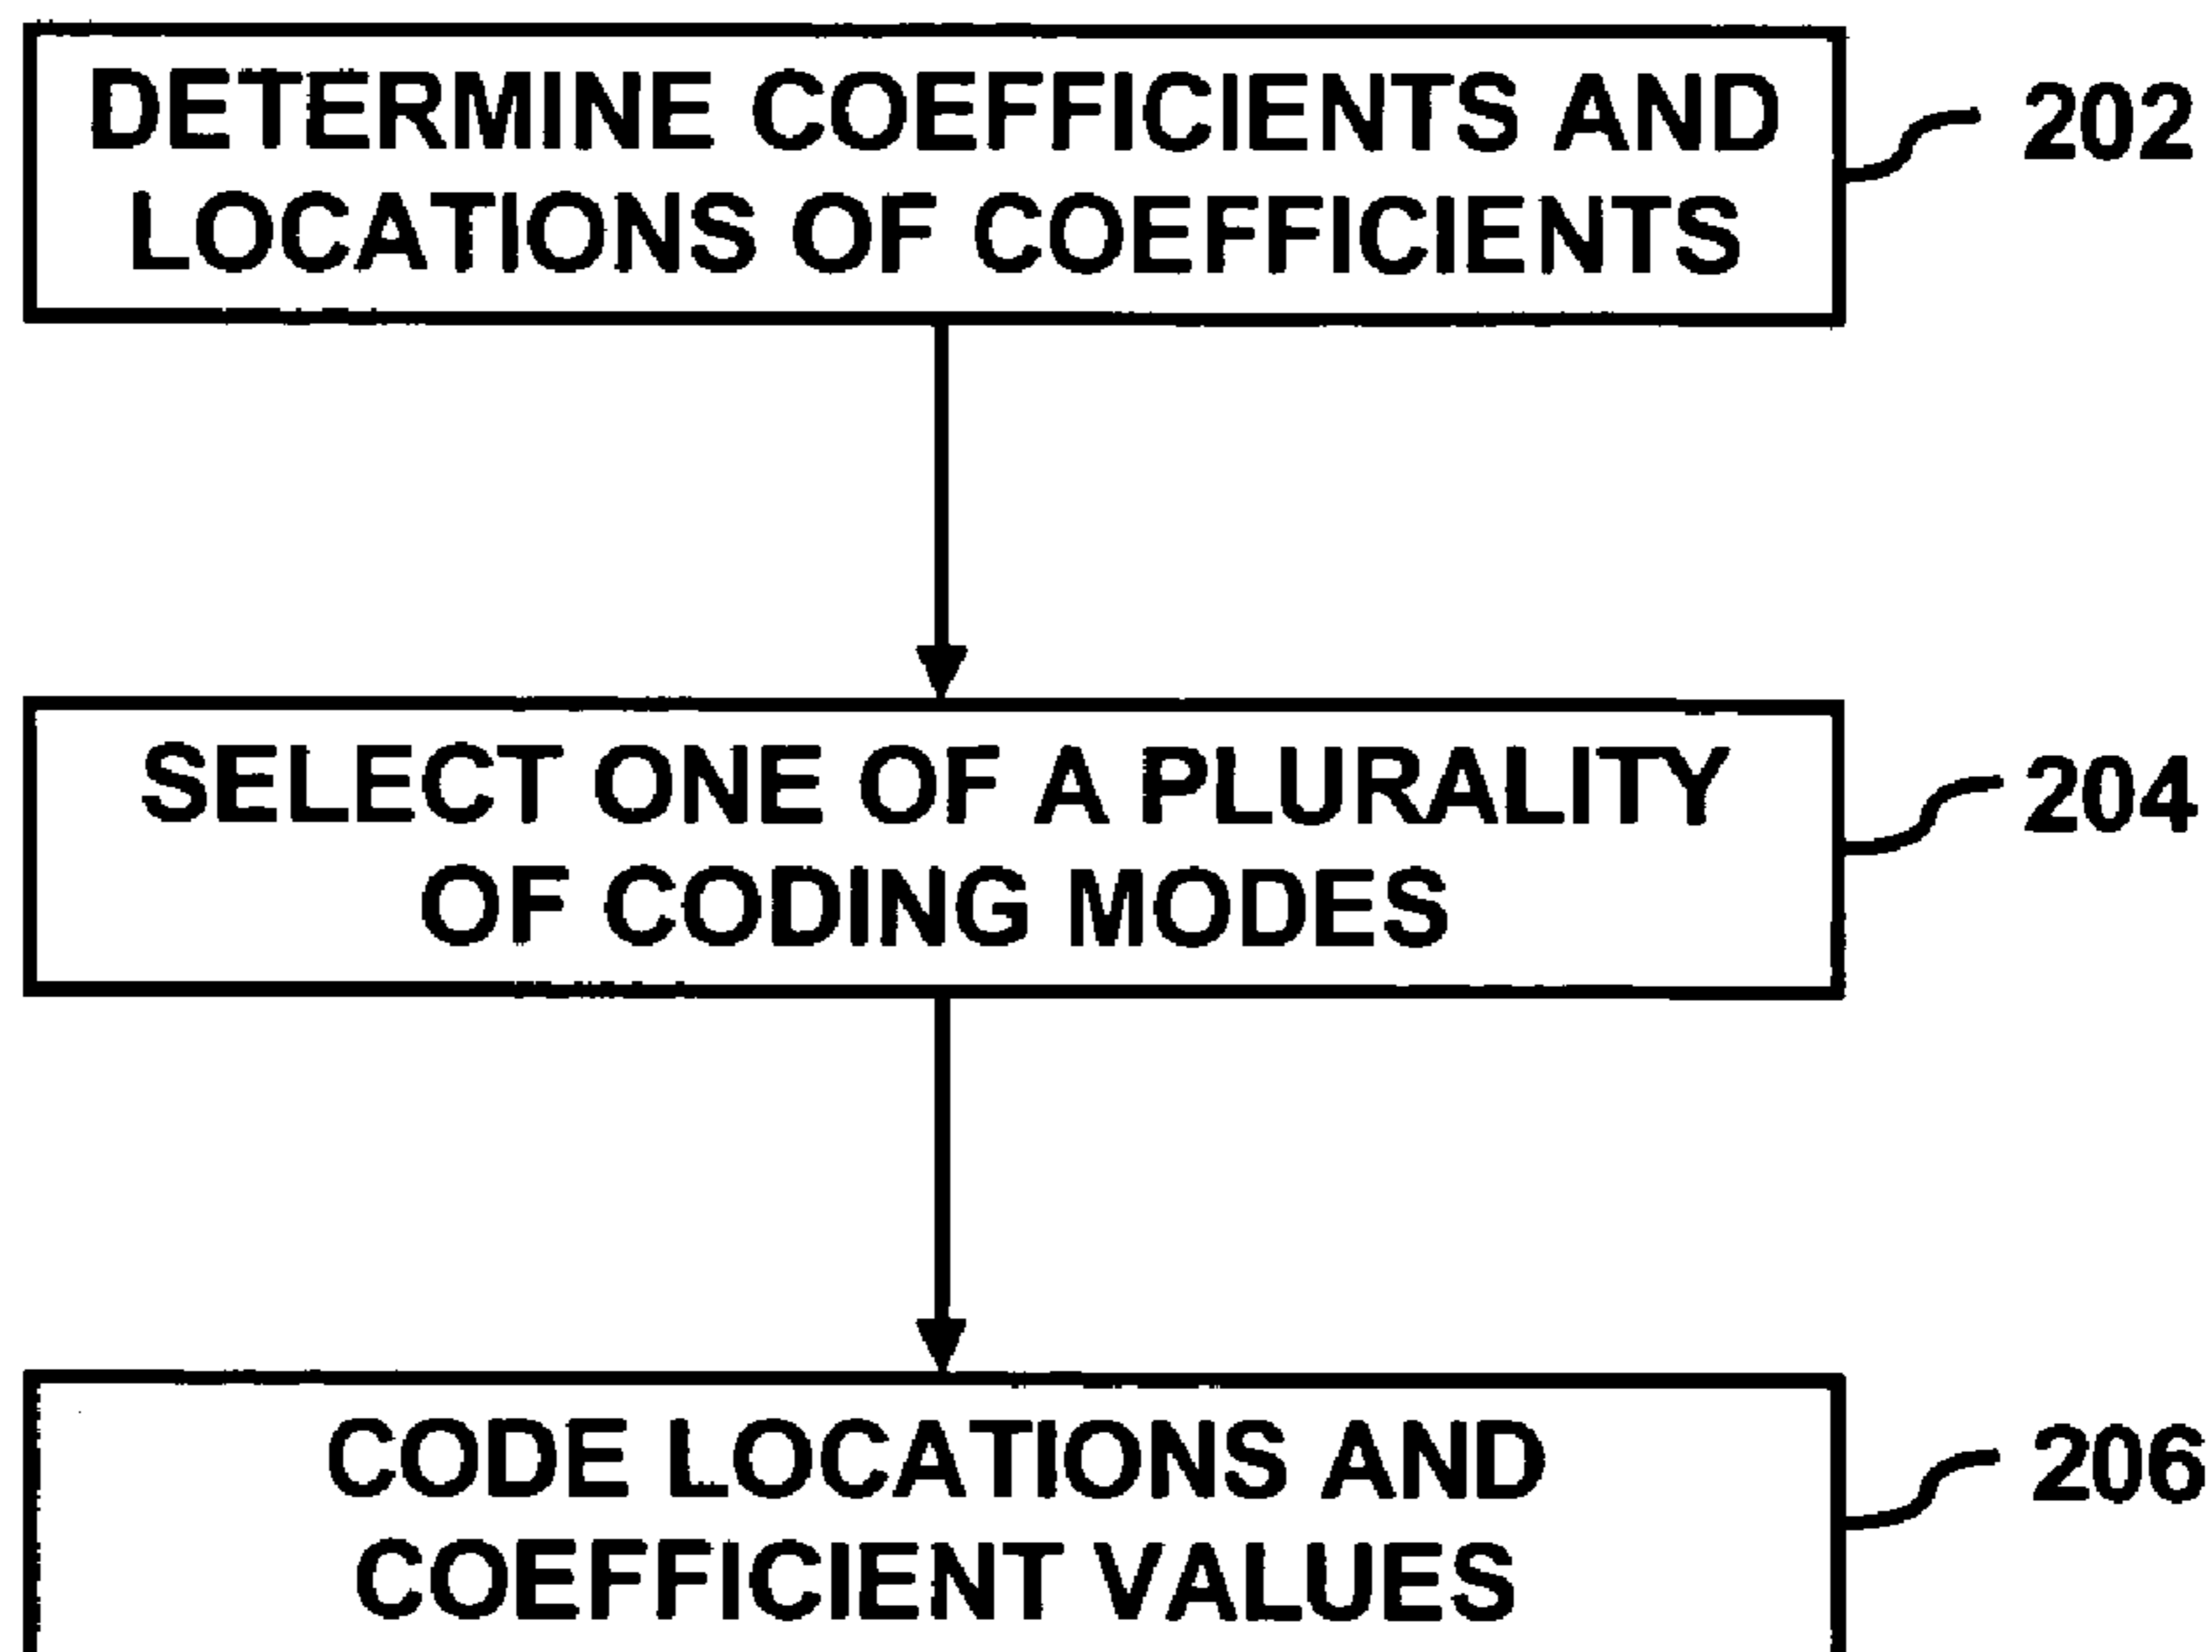 DETERMINE COEFFICIENTS AND
LOCATIONS OF COEFFICIENTS
202
SELECT ONE OF A PLURALITY
OF CODING MODES
204
CODE LOCATIONS AND
COEFFICIENT VALUES
206